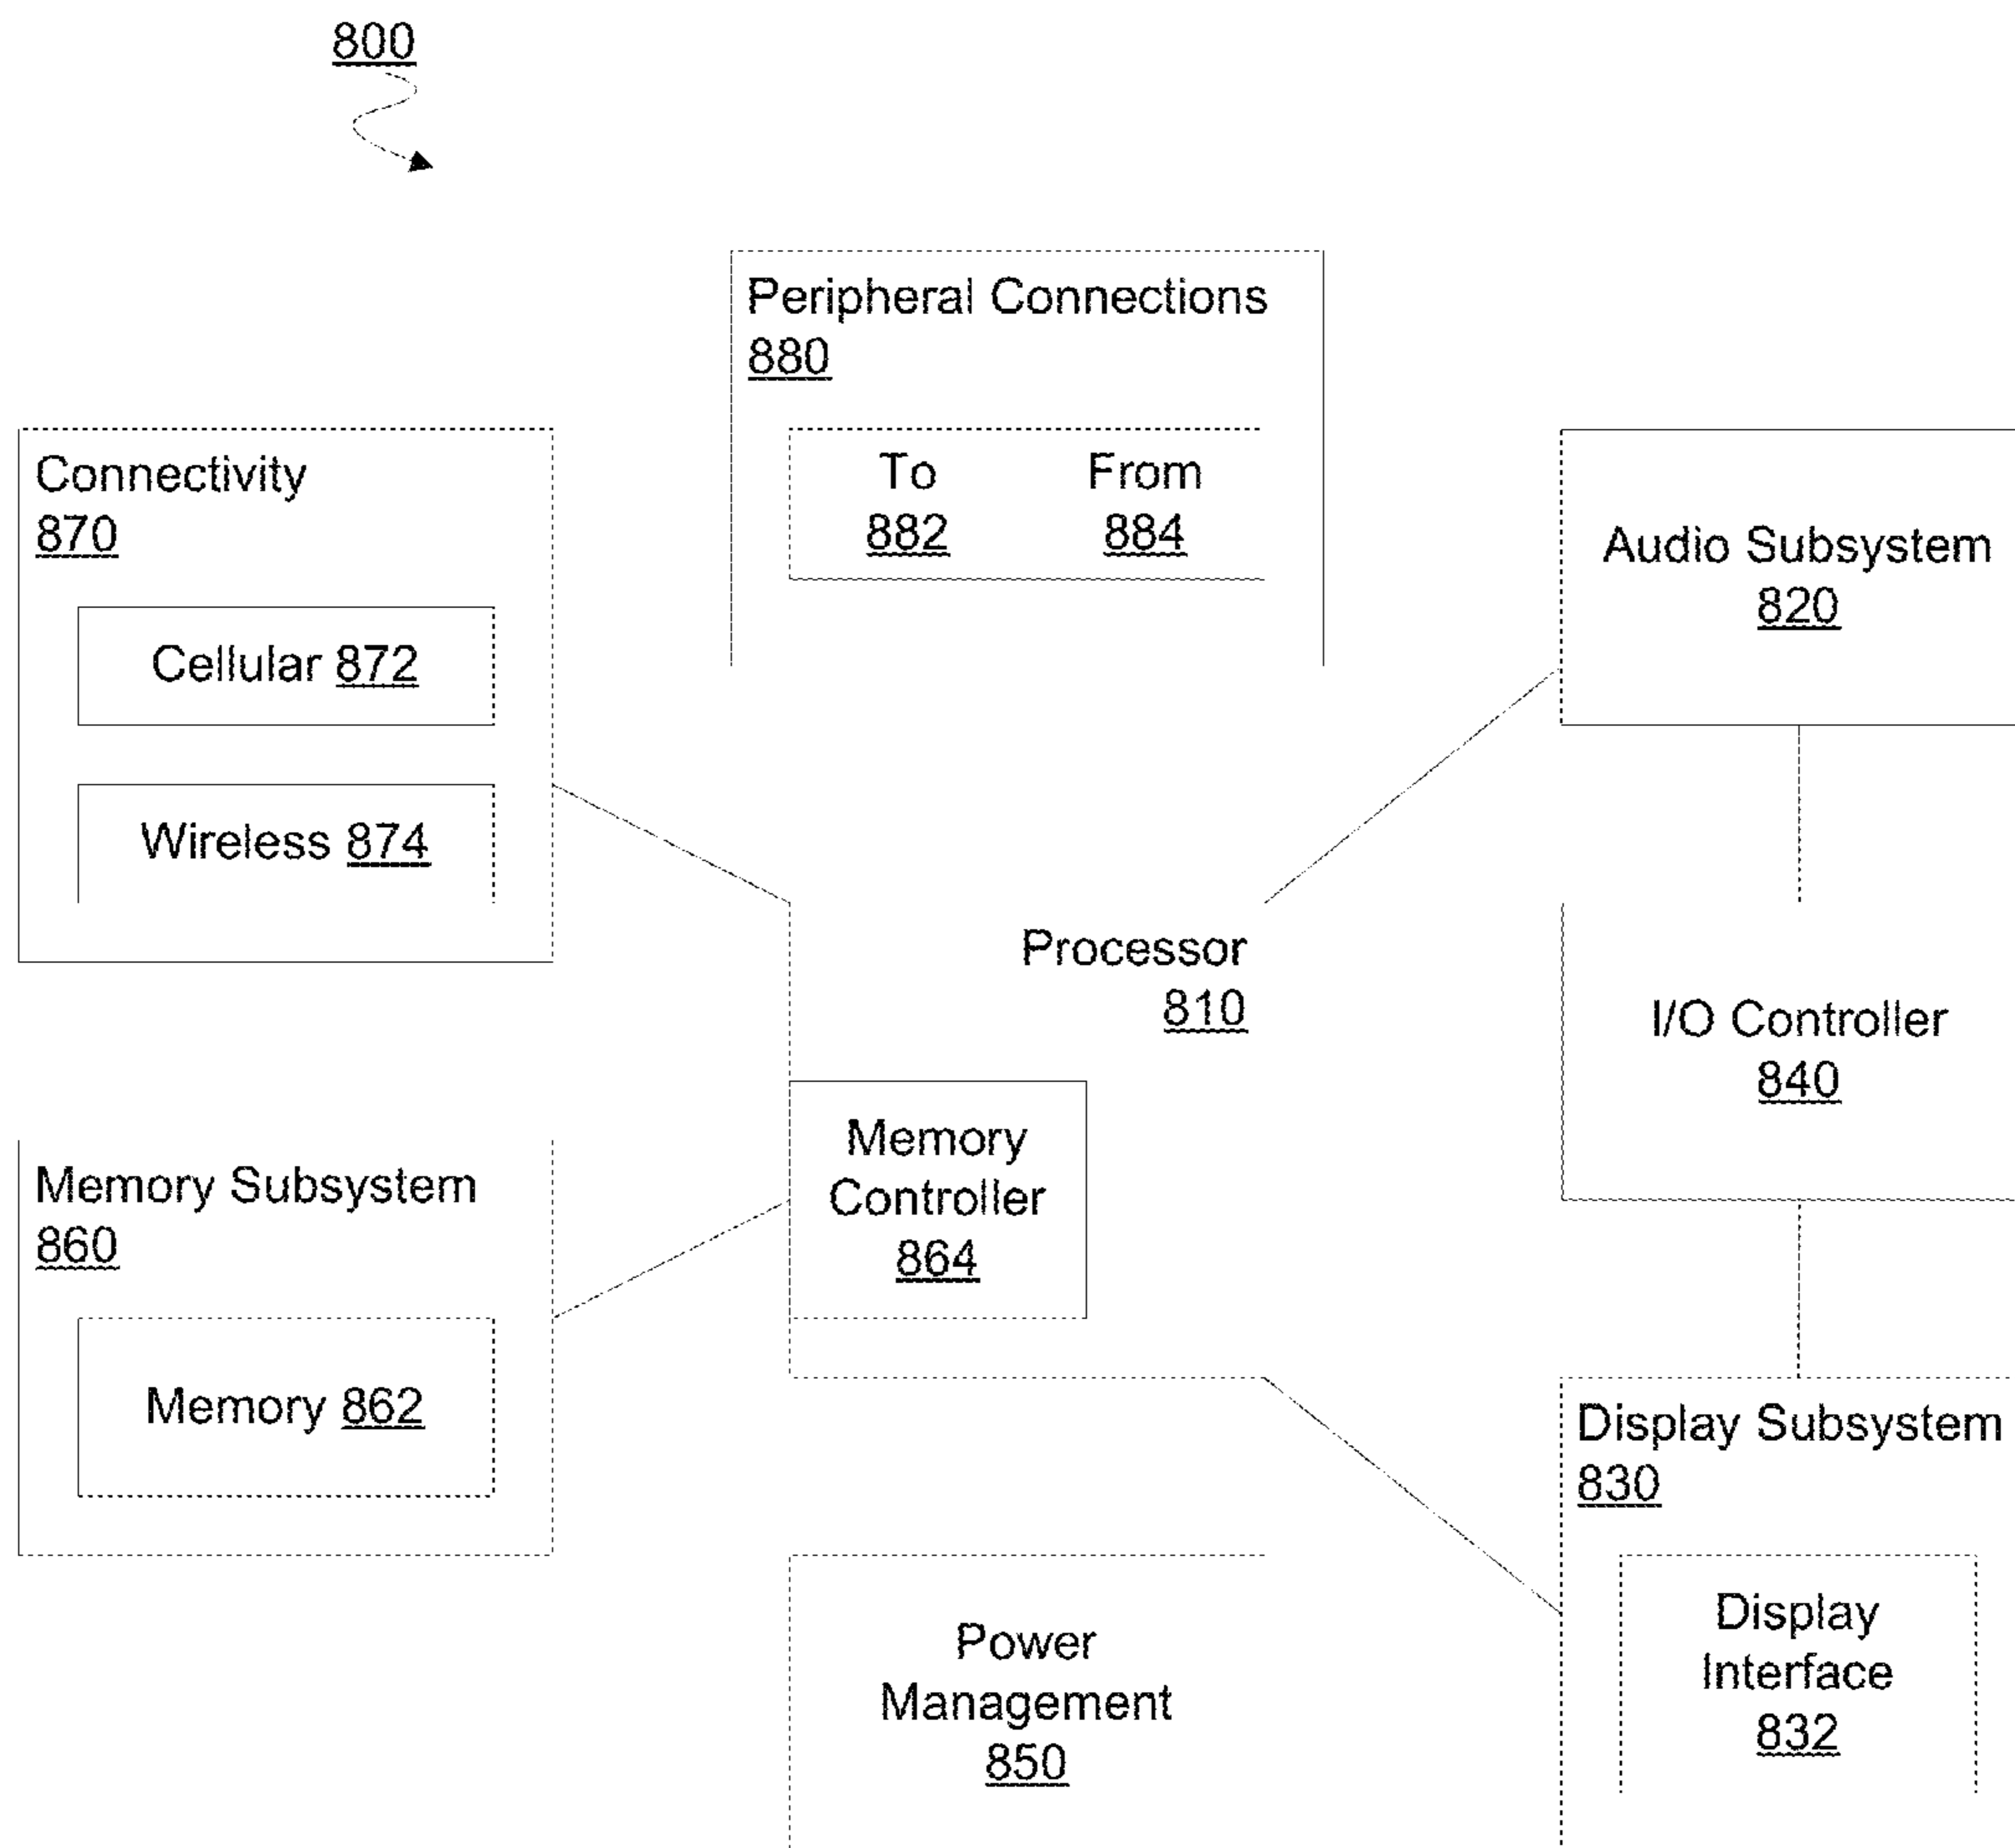 800
Peripheral Connections
880
To
882
From
884
Connectivity
870
Cellular 872
Wireless 874
Audio Subsystem
820
Processor
810
I/O Controller
840
Memory
Controller
864
Memory Subsystem
860
Memory 862
Display Subsystem
830
Display
Interface
832
Power
Management
850